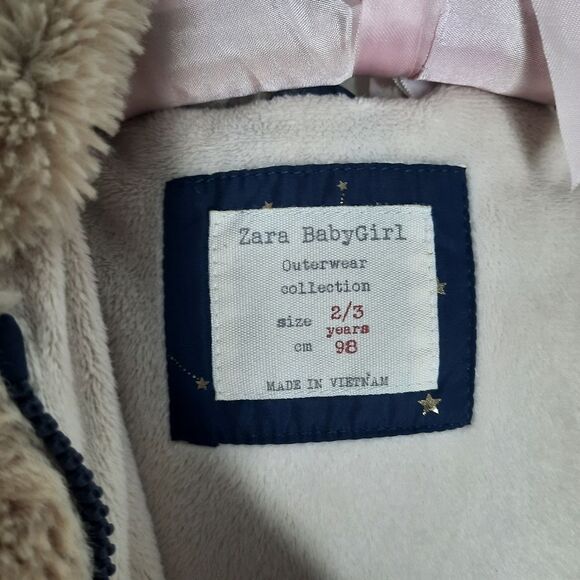 Zara BabyGirl
Outerwear
collection
size 2/3
years
cm 98
MADE IN VIETNAM